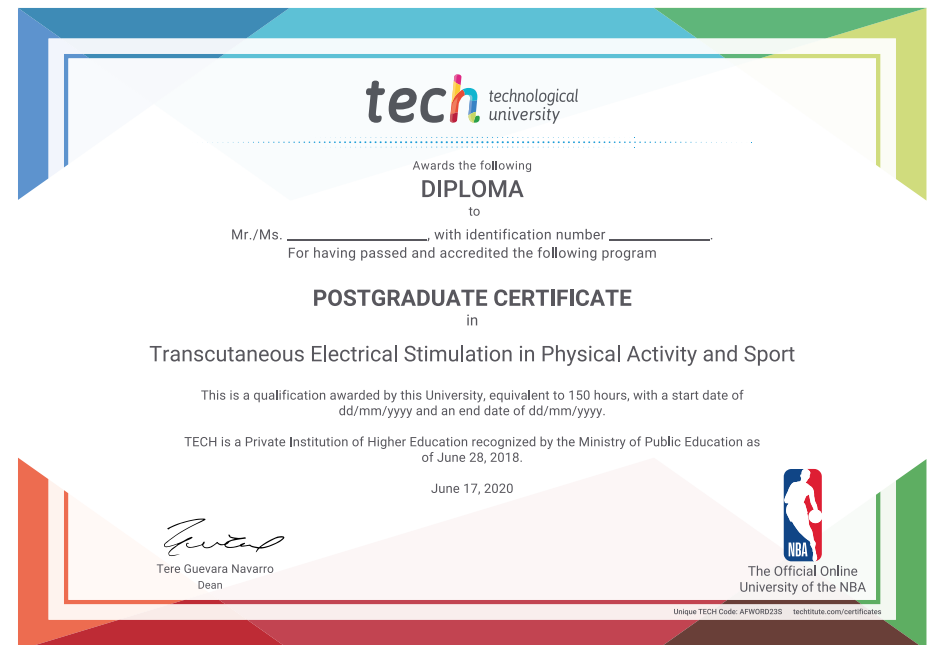 tech technological
university
Awards the following
DIPLOMA
to
Mr./Ms. ____________________, with identification number ______________.
For having passed and accredited the following program
POSTGRADUATE CERTIFICATE
in
Transcutaneous Electrical Stimulation in Physical Activity and Sport
This is a qualification awarded by this University, equivalent to 150 hours, with a start date of
dd/mm/yyyy and an end date of dd/mm/yyyy.
TECH is a Private Institution of Higher Education recognized by the Ministry of Public Education as
of June 28, 2018.
June 17, 2020
Tere Guevara Navarro
Dean
NBA
The Official Online
University of the NBA
Unique TECH Code: AFWORD23S techtitute.com/certificates